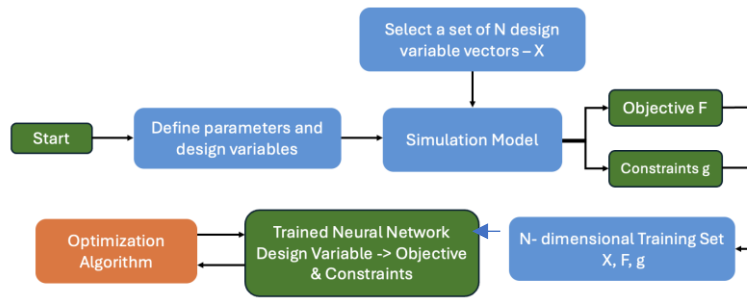 Select a set of N design
variable vectors – X
Start
Define parameters and
design variables
Simulation Model
Objective F
Constraints g
Optimization
Algorithm
Trained Neural Network
Design Variable -> Objective
& Constraints
N- dimensional Training Set
X, F, g